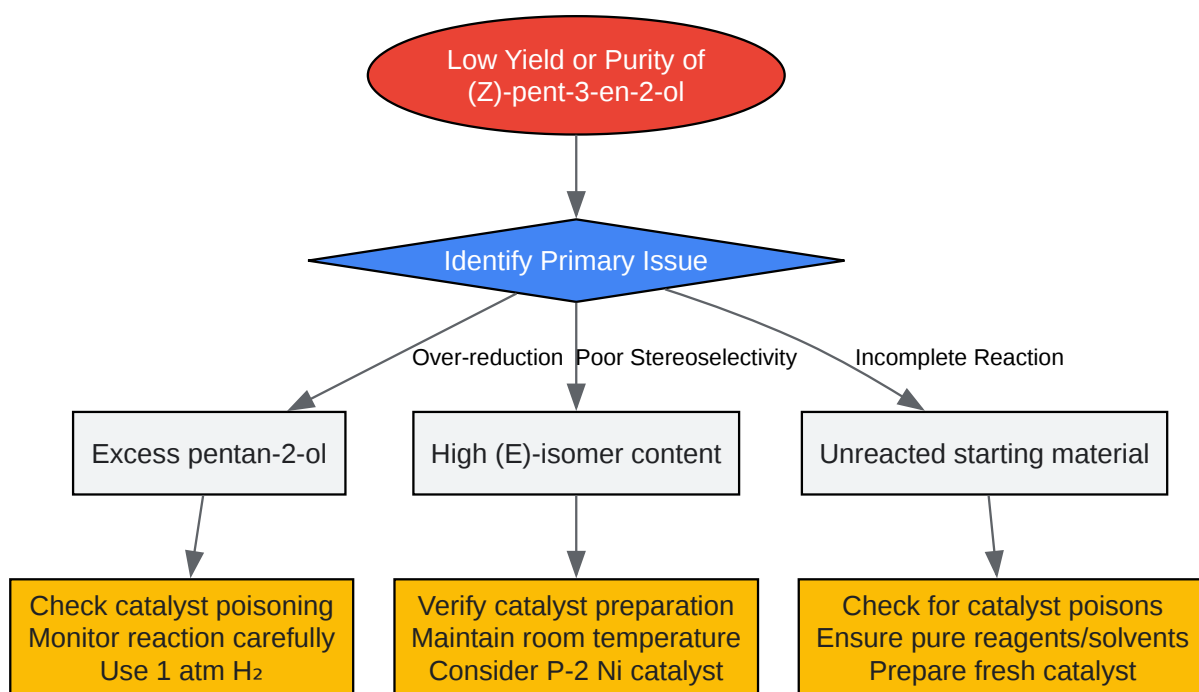 Low Yield or Purity of
(Z)-pent-3-en-2-ol
Identify Primary Issue
Over-reduction
Poor Stereoselectivity
Incomplete Reaction
Excess pentan-2-ol
High (E)-isomer content
Unreacted starting material
Check catalyst poisoning
Monitor reaction carefully
Use 1 atm H₂
Verify catalyst preparation
Maintain room temperature
Consider P-2 Ni catalyst
Check for catalyst poisons
Ensure pure reagents/solvents
Prepare fresh catalyst